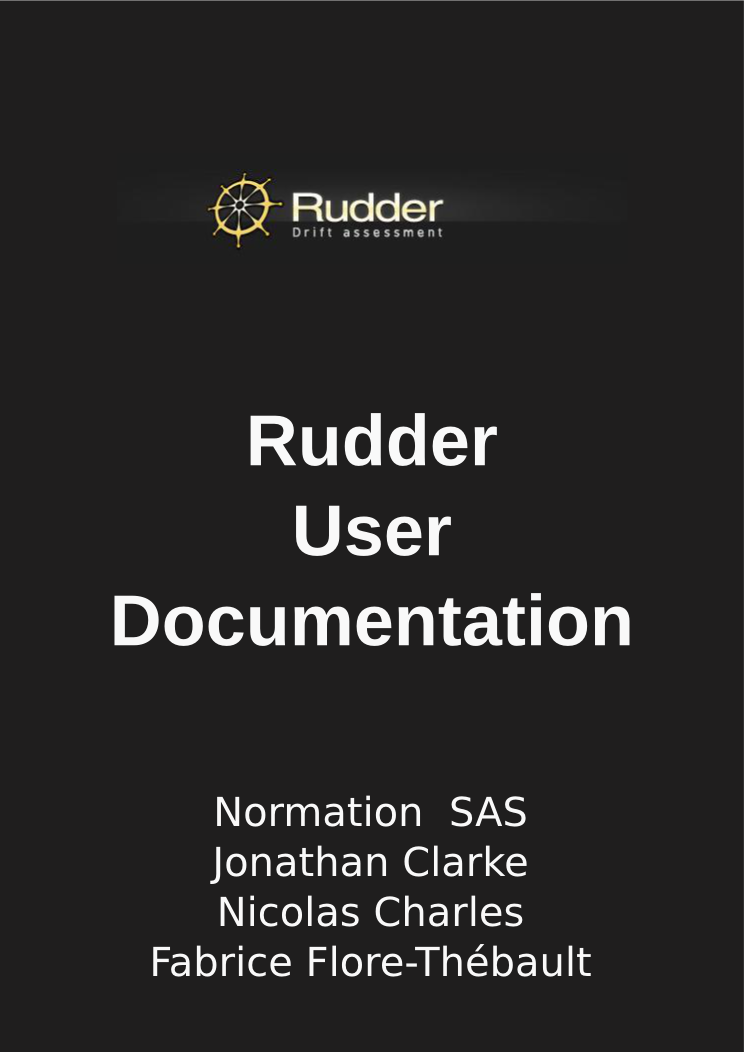 Rudder
Drift assessment
Rudder
User
Documentation
Normation SAS
Jonathan Clarke
Nicolas Charles
Fabrice Flore-Thébault